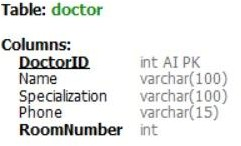 Table: doctor
Columns:
DoctorID int AI PK
Name varchar(100)
Specialization varchar(100)
Phone varchar(15)
RoomNumber int